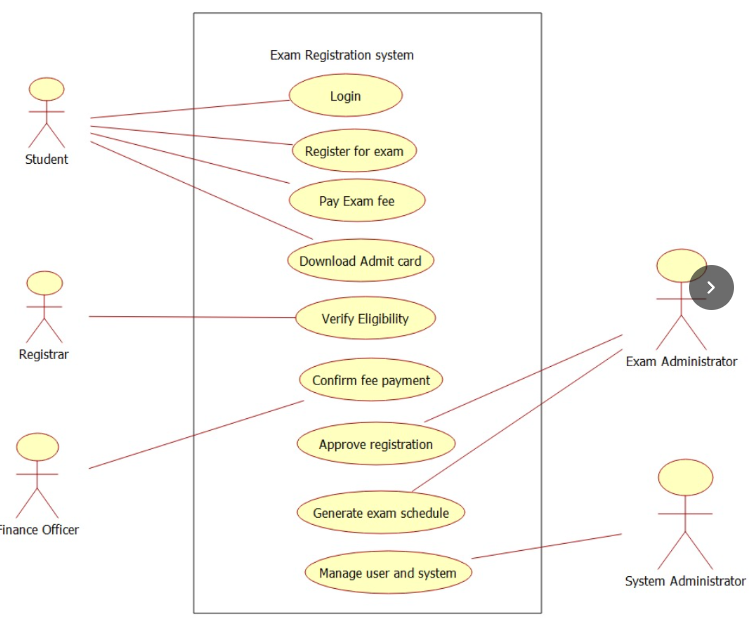 Exam Registration system
Login
Register for exam
Pay Exam fee
Download Admit card
Verify Eligibility
Confirm fee payment
Approve registration
Generate exam schedule
Manage user and system
Student
Registrar
Finance Officer
Exam Administrator
System Administrator